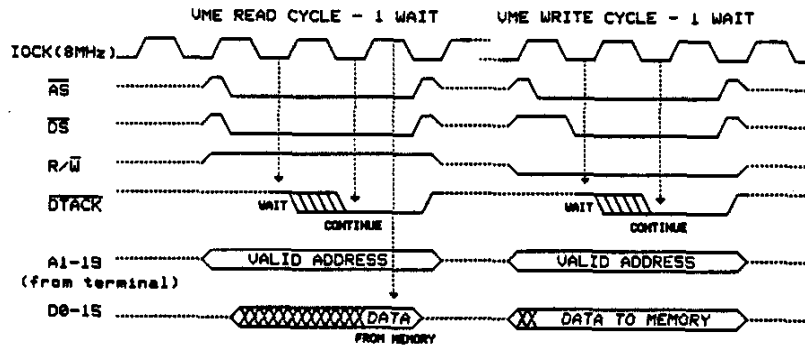 VME READ CYCLE - 1 WAIT
VME WRITE CYCLE - 1 WAIT
IOCK(8MHz)
AS
DS
R/W
DTACK
WAIT
CONTINUE
WAIT
CONTINUE
A1-19
(from terminal)
VALID ADDRESS
VALID ADDRESS
D0-15
DATA
FROM MEMORY
DATA TO MEMORY